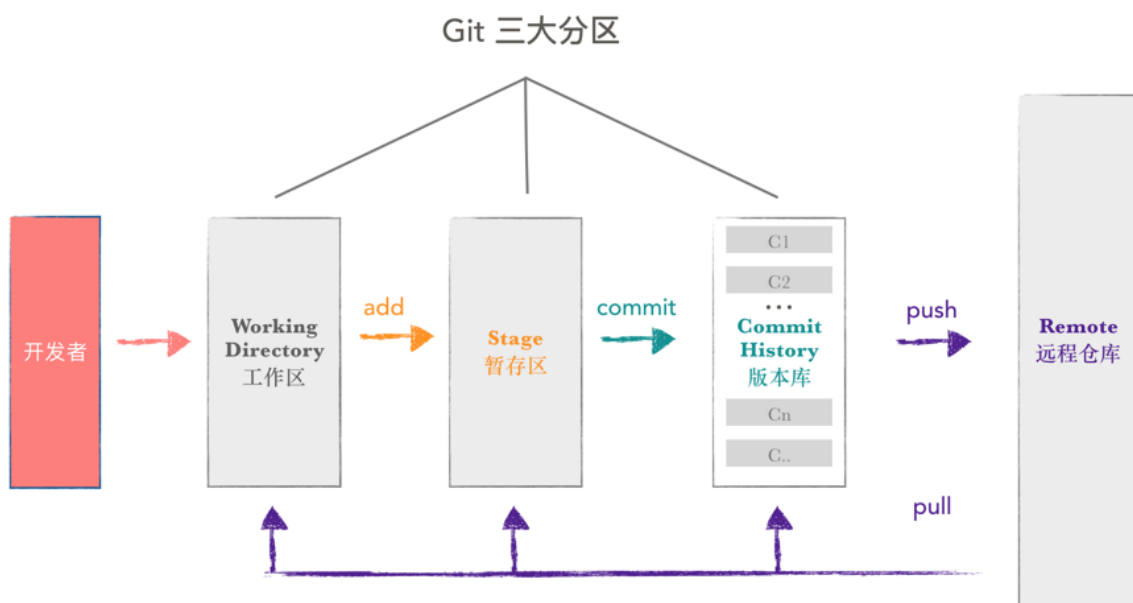 Git 三大分区
开发者
Working
Directory
工作区
add
Stage
暂存区
commit
C1
C2
...
Commit
History
版本库
Cn
C..
push
Remote
远程仓库
pull